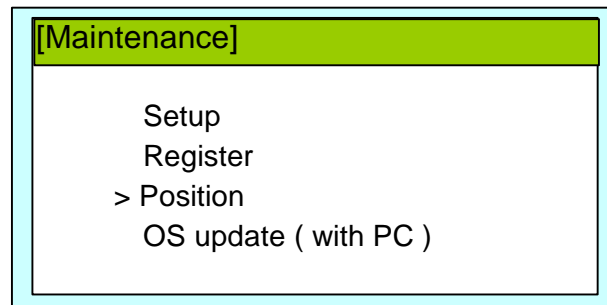 [Maintenance]
Setup
Register
> Position
OS update ( with PC )